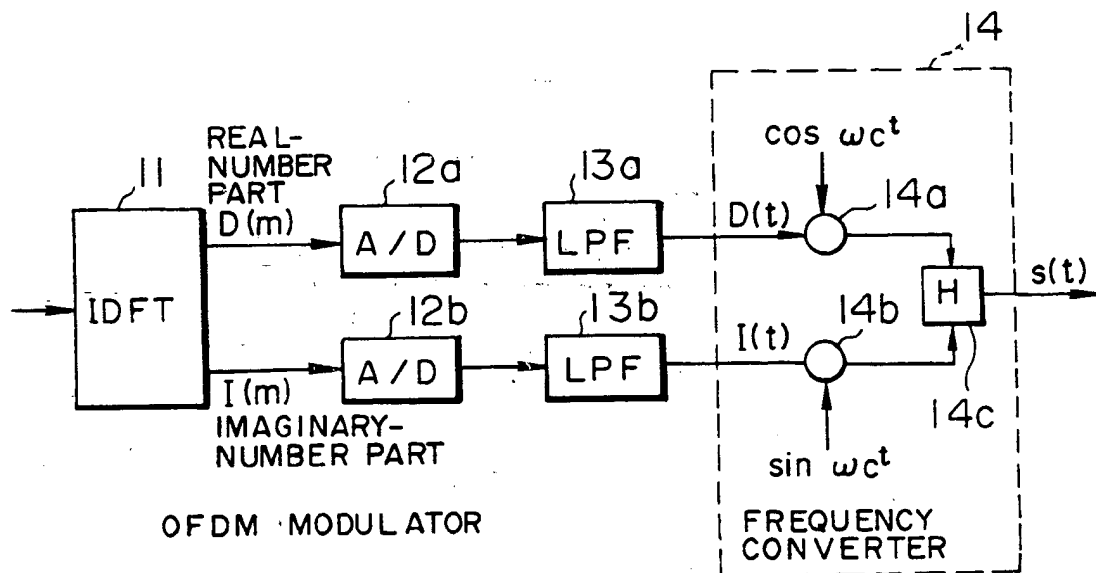 14
cos ωct
REAL-
NUMBER
PART
11
12a
13a
14a
D(m)
D(t)
A/D
LPF
H
s(t)
IDFT
12b
13b
14b
I(t)
A/D
LPF
14c
I(m)
IMAGINARY-
NUMBER PART
sin ωct
OFDM MODULATOR
FREQUENCY
CONVERTER